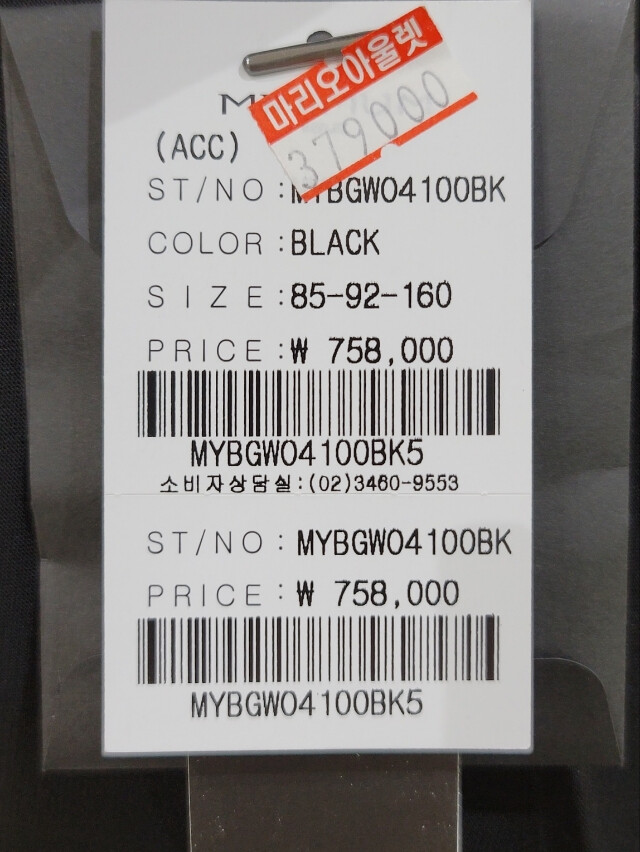 마리오아울렛
379000
(ACC)
ST/NO:MYBGW04100BK
COLOR:BLACK
SIZE:85-92-160
PRICE:₩ 758,000
MYBGW04100BK5
소비자상담실:(02)3460-9553
ST/NO:MYBGW04100BK
PRICE:₩ 758,000
MYBGW04100BK5